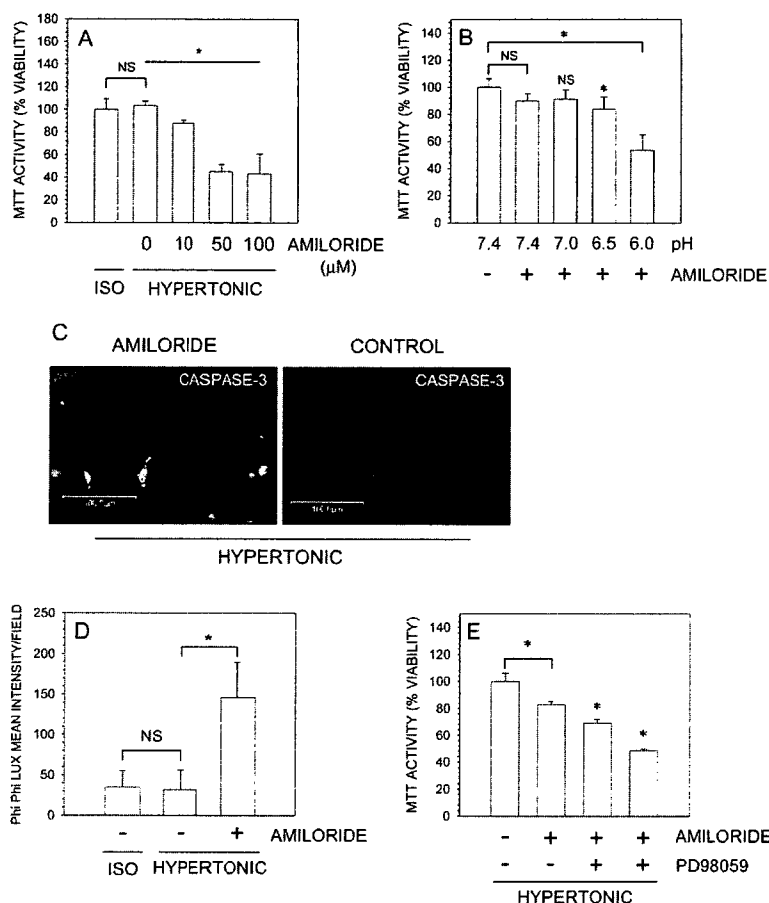 A
MTT ACTIVITY (% VIABILITY)
180
160
140
120
100
80
60
40
20
0
NS
*
0 10 50 100 AMILORIDE
(μM)
ISO HYPERTONIC
B
MTT ACTIVITY (% VIABILITY)
140
120
100
80
60
40
20
0
NS
*
NS
*
7.4 7.4 7.0 6.5 6.0 pH
- + + + + AMILORIDE
C
AMILORIDE CONTROL
CASPASE-3 CASPASE-3
HYPERTONIC
D
Phi Phi LUX MEAN INTENSITY/FIELD
250
200
150
100
50
0
NS
*
- - + AMILORIDE
ISO HYPERTONIC
E
MTT ACTIVITY (% VIABILITY)
140
120
100
80
60
40
20
0
*
*
*
- + + + AMILORIDE
- - + + PD98059
HYPERTONIC